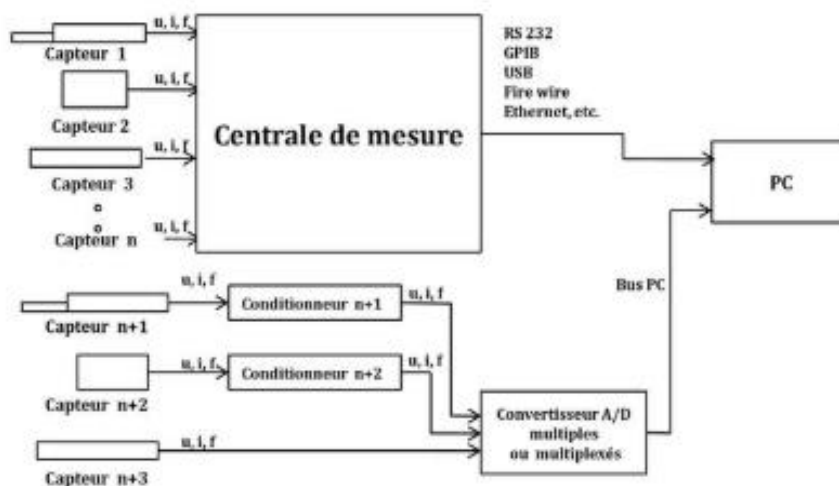 u, i, f
Capteur 1
u, i, f
Capteur 2
u, i, f
Capteur 3
u, i, f
Capteur n
Centrale de mesure
RS 232
GPIB
USB
Fire wire
Ethernet, etc.
PC
Bus PC
u, i, f
Capteur n+1
Conditionneur n+1
u, i, f
u, i, f
Capteur n+2
Conditionneur n+2
u, i, f
u, i, f
Capteur n+3
Convertisseur A/D
multiples
ou multiplexés